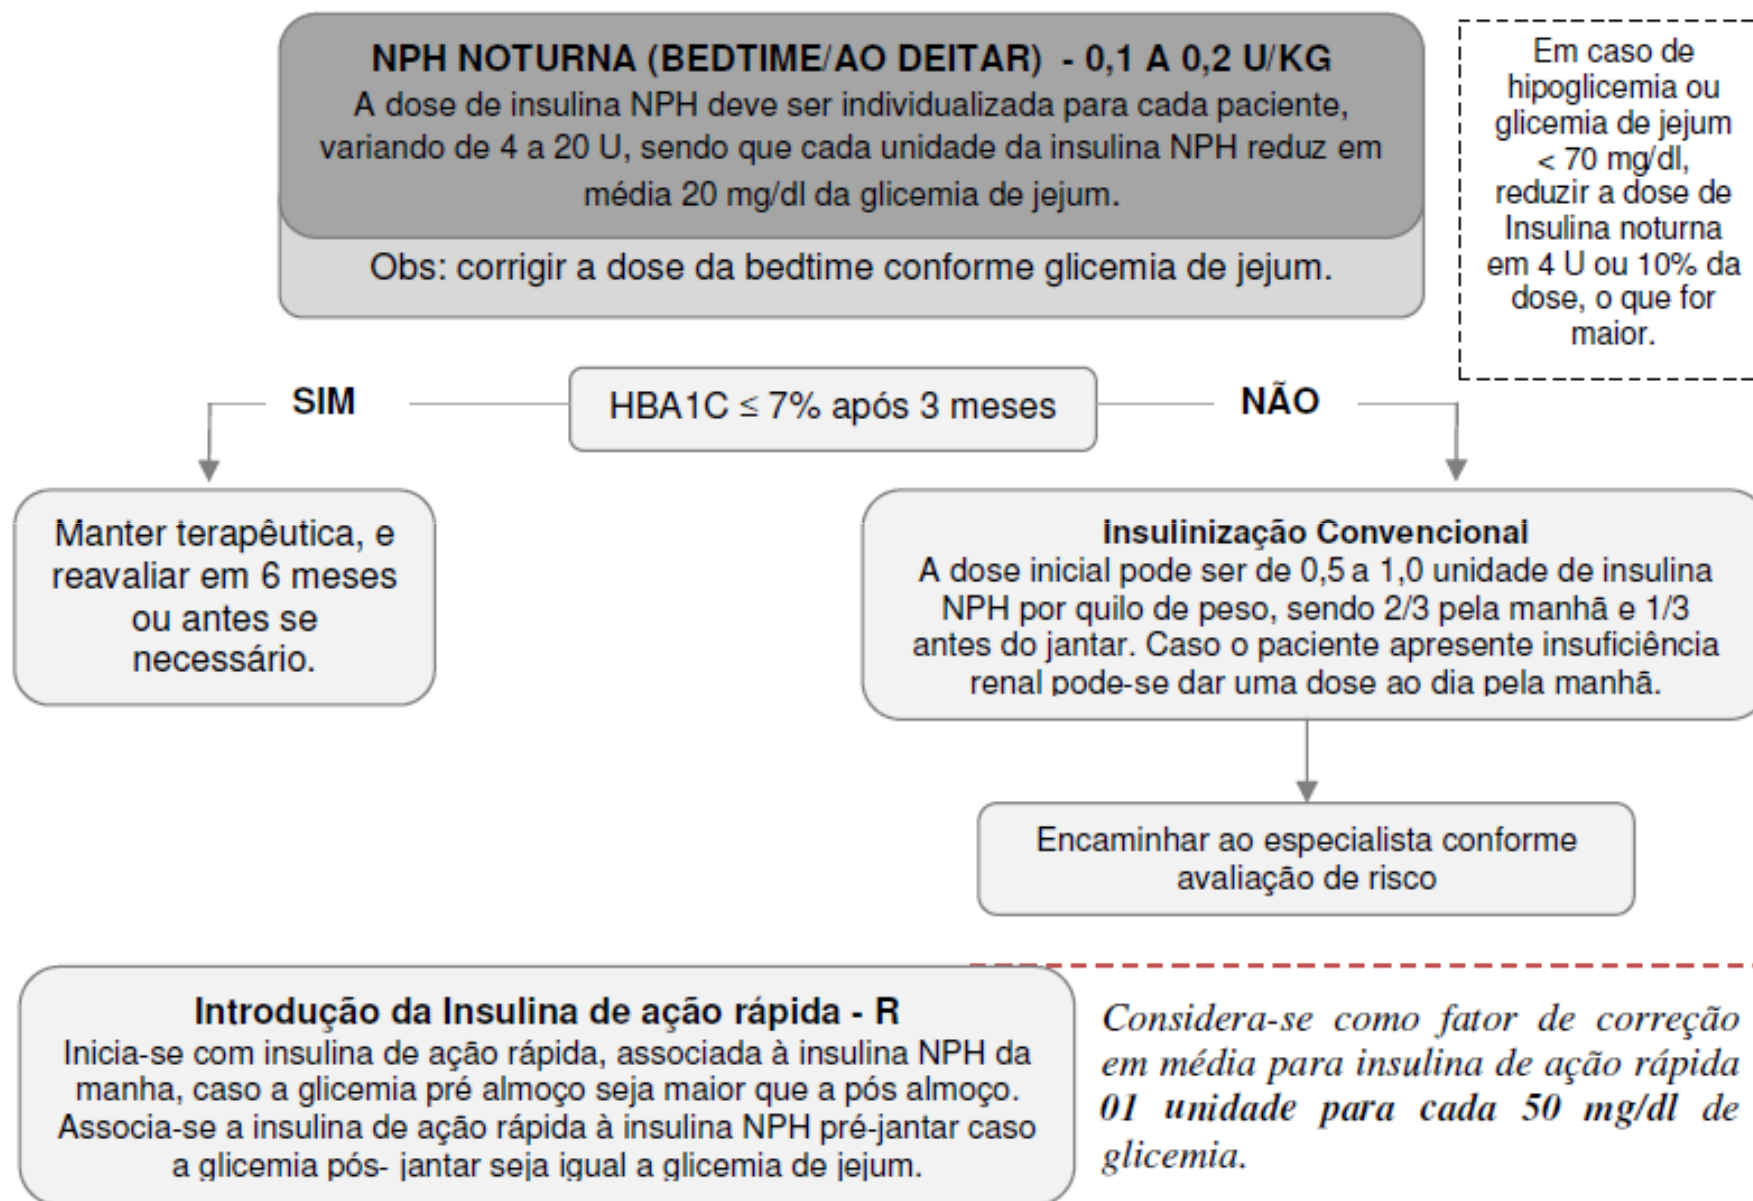 NPH NOTURNA (BEDTIME/AO DEITAR) - 0,1 A 0,2 U/KG
A dose de insulina NPH deve ser individualizada para cada paciente,
variando de 4 a 20 U, sendo que cada unidade da insulina NPH reduz em
média 20 mg/dl da glicemia de jejum.
Obs: corrigir a dose da bedtime conforme glicemia de jejum.
Em caso de
hipoglicemia ou
glicemia de jejum
< 70 mg/dl,
reduzir a dose de
Insulina noturna
em 4 U ou 10% da
dose, o que for
maior.
SIM
HBA1C ≤ 7% após 3 meses
NÃO
Manter terapêutica, e
reavaliar em 6 meses
ou antes se
necessário.
Insulinização Convencional
A dose inicial pode ser de 0,5 a 1,0 unidade de insulina
NPH por quilo de peso, sendo 2/3 pela manhã e 1/3
antes do jantar. Caso o paciente apresente insuficiência
renal pode-se dar uma dose ao dia pela manhã.
Encaminhar ao especialista conforme
avaliação de risco
Introdução da Insulina de ação rápida - R
Inicia-se com insulina de ação rápida, associada à insulina NPH da
manha, caso a glicemia pré almoço seja maior que a pós almoço.
Associa-se a insulina de ação rápida à insulina NPH pré-jantar caso
a glicemia pós- jantar seja igual a glicemia de jejum.
Considera-se como fator de correção
em média para insulina de ação rápida
01 unidade para cada 50 mg/dl de
glicemia.